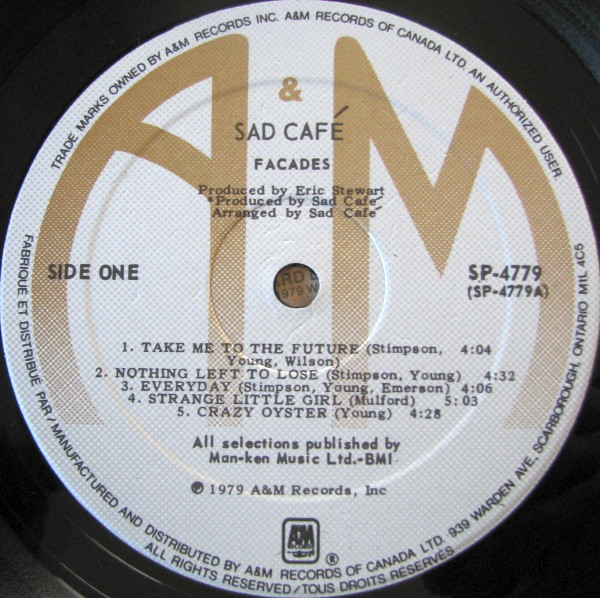 TRADE MARKS OWNED BY A&M RECORDS INC. A&M RECORDS OF CANADA LTD. AN AUTHORIZED USER.
&
SAD CAFÉ
FACADES
Produced by Eric Stewart
*Produced by Sad Café
Arranged by Sad Café
SIDE ONE
SP-4779
(SP-4779A)
1. TAKE ME TO THE FUTURE (Stimpson, 4:04
Young, Wilson)
2. NOTHING LEFT TO LOSE (Stimpson, Young) 4:32
3. EVERYDAY (Stimpson, Young, Emerson) 4:06
4. STRANGE LITTLE GIRL (Mulford) 5:03
5. CRAZY OYSTER (Young) 4:28
All selections published by
Man-ken Music Ltd.-BMI
℗ 1979 A&M Records, Inc
A&M
®
FABRIQUE ET DISTRIBUÉ PAR/MANUFACTURED AND DISTRIBUTED BY A&M RECORDS OF CANADA LTD. 939 WARDEN AVE, SCARBOROUGH, ONTARIO M1L 4C5
ALL RIGHTS RESERVED/TOUS DROITS RÉSERVÉS